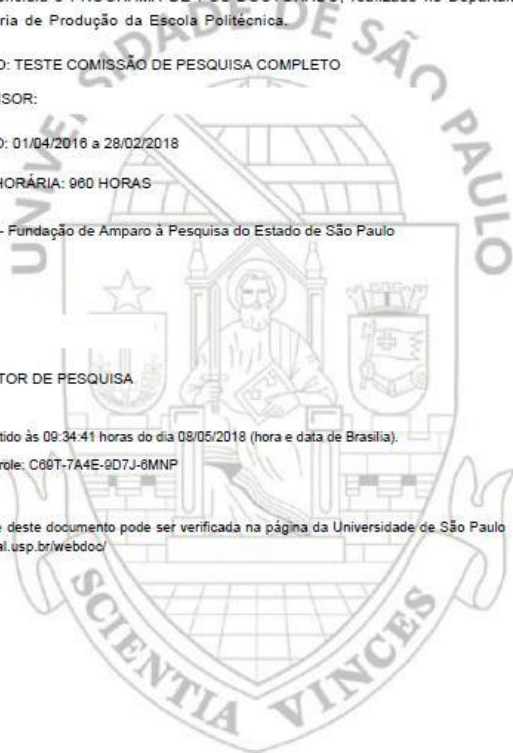 PROGRAMA DE PÓS-DOUTORADO, realizado no Departam
ria de Produção da Escola Politécnica.
O: TESTE COMISSÃO DE PESQUISA COMPLETO
ISOR:
O: 01/04/2016 a 28/02/2018
HORÁRIA: 960 HORAS
- Fundação de Amparo à Pesquisa do Estado de São Paulo
TOR DE PESQUISA
tido às 09:34:41 horas do dia 08/05/2018 (hora e data de Brasília).
role: C69T-7A4E-9D7J-6MNP
e deste documento pode ser verificada na página da Universidade de São Paulo
al.usp.br/webdoc/
UNIVERSIDADE DE SÃO PAULO
SCIENTIA VINCES